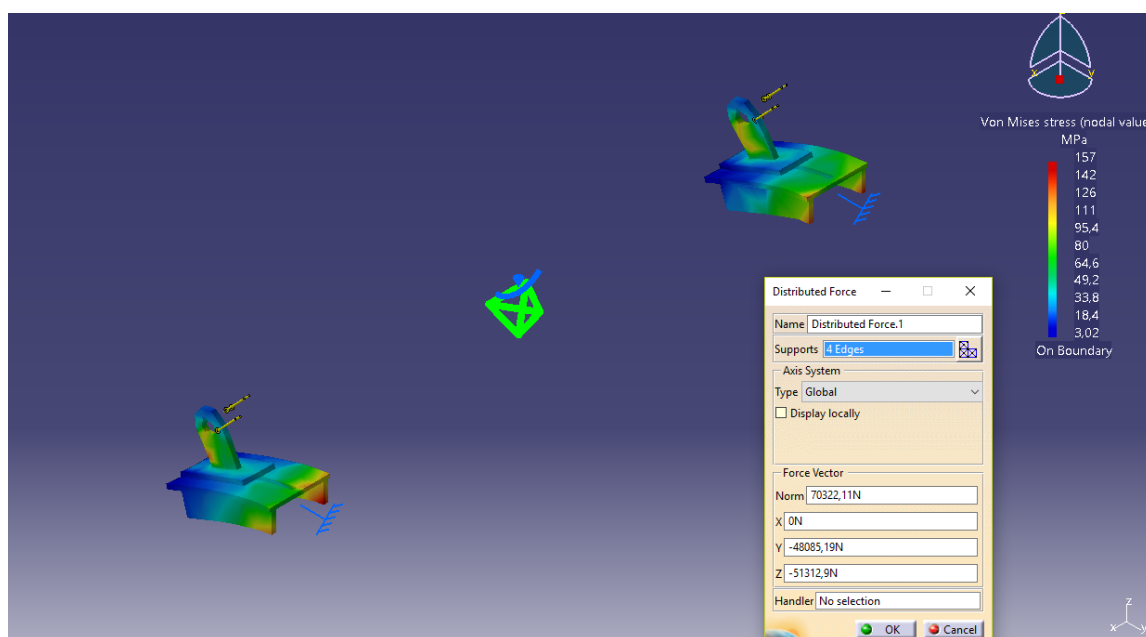 x
y
Von Mises stress (nodal value
MPa
157
142
126
111
95,4
80
64,6
49,2
33,8
18,4
3,02
On Boundary
Distributed Force
Name Distributed Force.1
Supports 4 Edges
Axis System
Type Global
Display locally
Force Vector
Norm 70322,11N
X 0N
Y -48085,19N
Z -51312,9N
Handler No selection
OK Cancel
z
x y